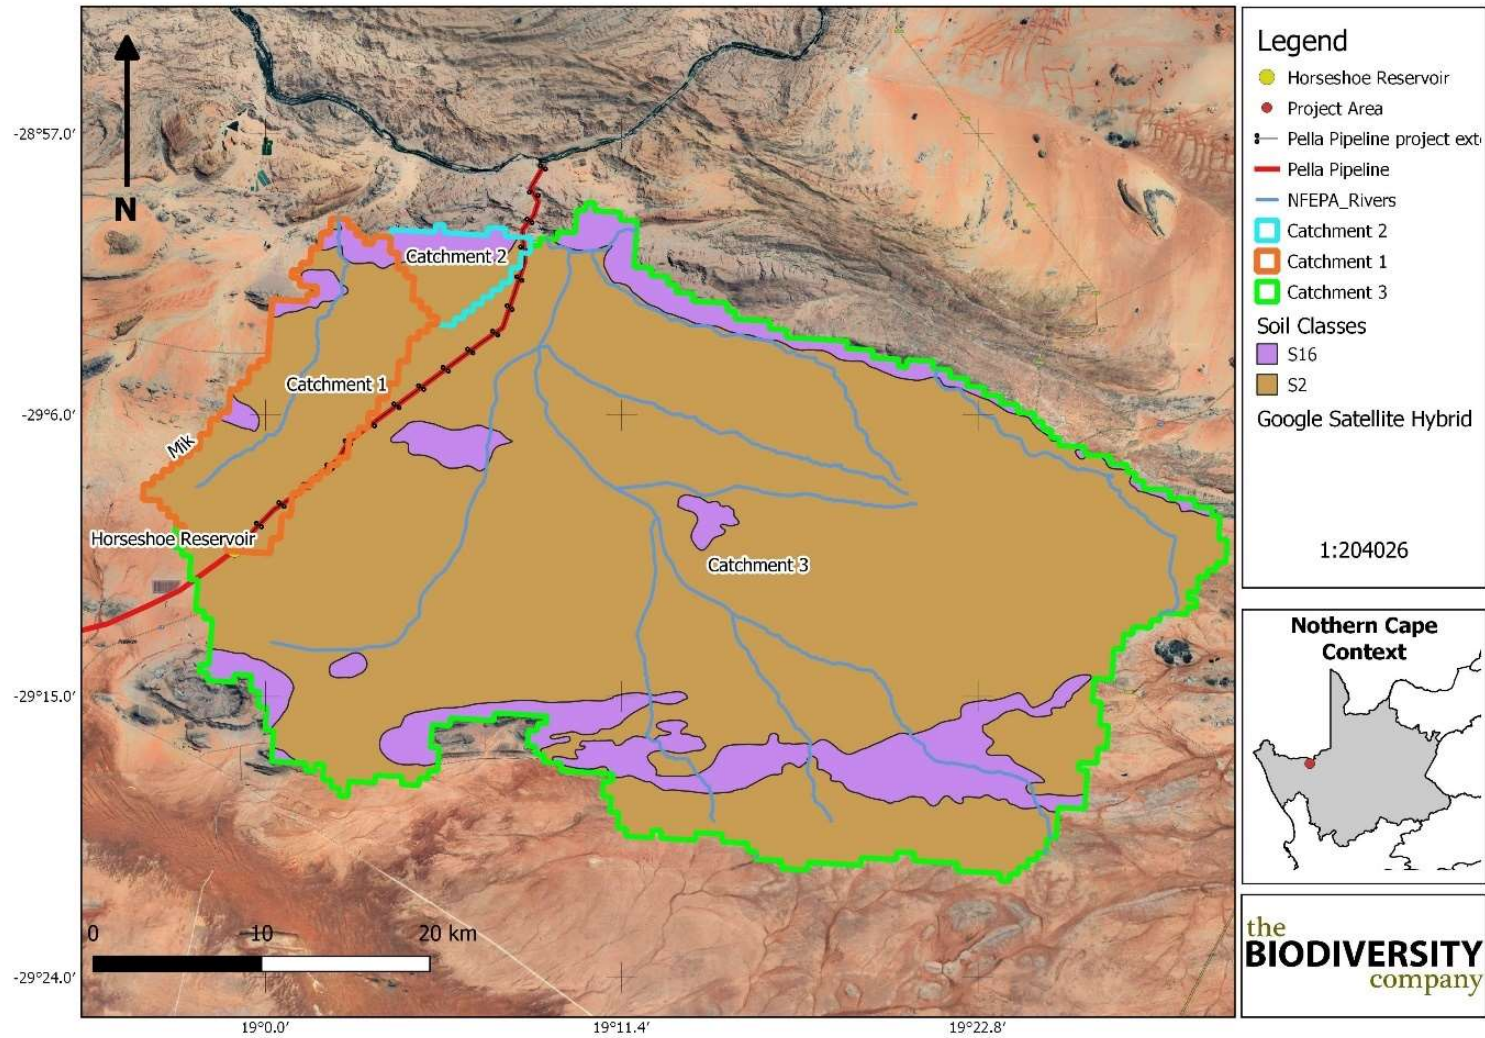 Legend
Horseshoe Reservoir
Project Area
Pella Pipeline project ext
Pella Pipeline
NFEPA_Rivers
Catchment 2
Catchment 1
Catchment 3
Soil Classes
S16
S2
Google Satellite Hybrid
1:204026
Nothern Cape
Context
the
BIODIVERSITY
company
N
-28°57.0'
-29°6.0'
-29°15.0'
-29°24.0'
19°0.0'
19°11.4'
19°22.8'
Catchment 2
Catchment 1
Mik
Horseshoe Reservoir
Catchment 3
0 10 20 km